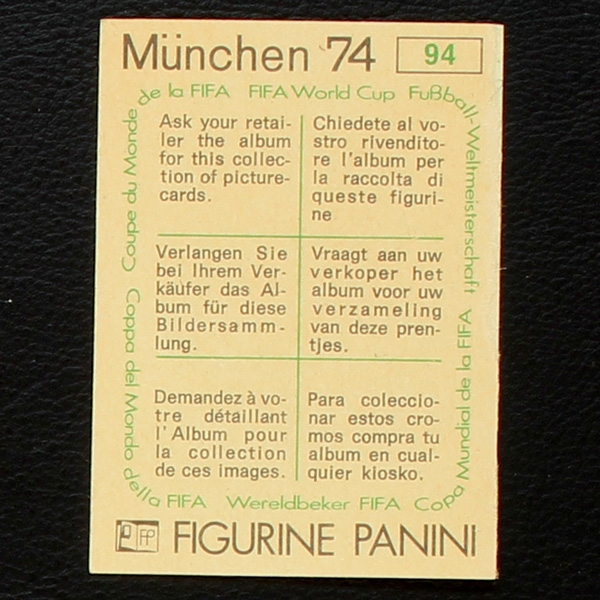 München '74
94
de la FIFA FIFA World Cup Fußball-Weltmeisterschaft
Coupe du Monde
Ask your retai-
ler the album
for this collec-
tion of picture-
cards.
Chiedete al vo-
stro rivendito-
re l'album per
la raccolta di
queste figuri-
ne
Verlangen Sie
bei Ihrem Ver-
käufer das Al-
bum für diese
Bildersamm-
lung.
Vraagt aan uw
verkoper het
album voor uw
verzameling
van deze pren-
tjes.
Demandez à vo-
tre détaillant
l'Album pour
la collection
de ces images.
Para coleccio-
nar estos cro-
mos compra tu
album en cual-
quier kiosko.
Coppa del Mondo
della FIFA Wereldbeker FIFA Copa Mundial de la FIFA
FP
FIGURINE PANINI